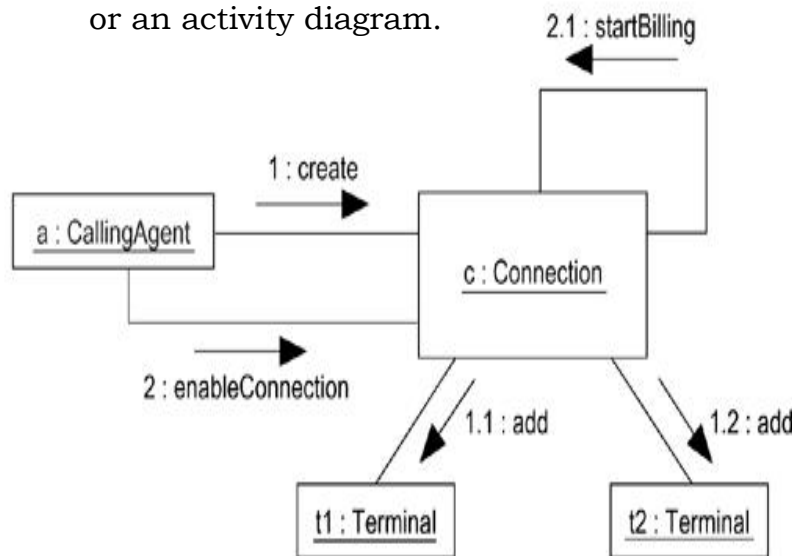 or an activity diagram.
2.1 : startBilling
1 : create
a : CallingAgent
c : Connection
2 : enableConnection
1.1 : add
1.2 : add
t1 : Terminal
t2 : Terminal